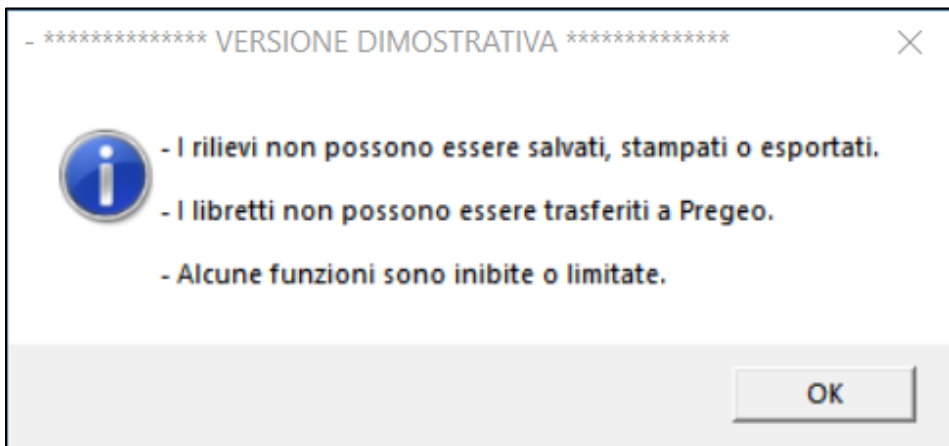 - ************** VERSIONE DIMOSTRATIVA **************
- I rilievi non possono essere salvati, stampati o esportati.
- I libretti non possono essere trasferiti a Pregeo.
- Alcune funzioni sono inibite o limitate.
OK